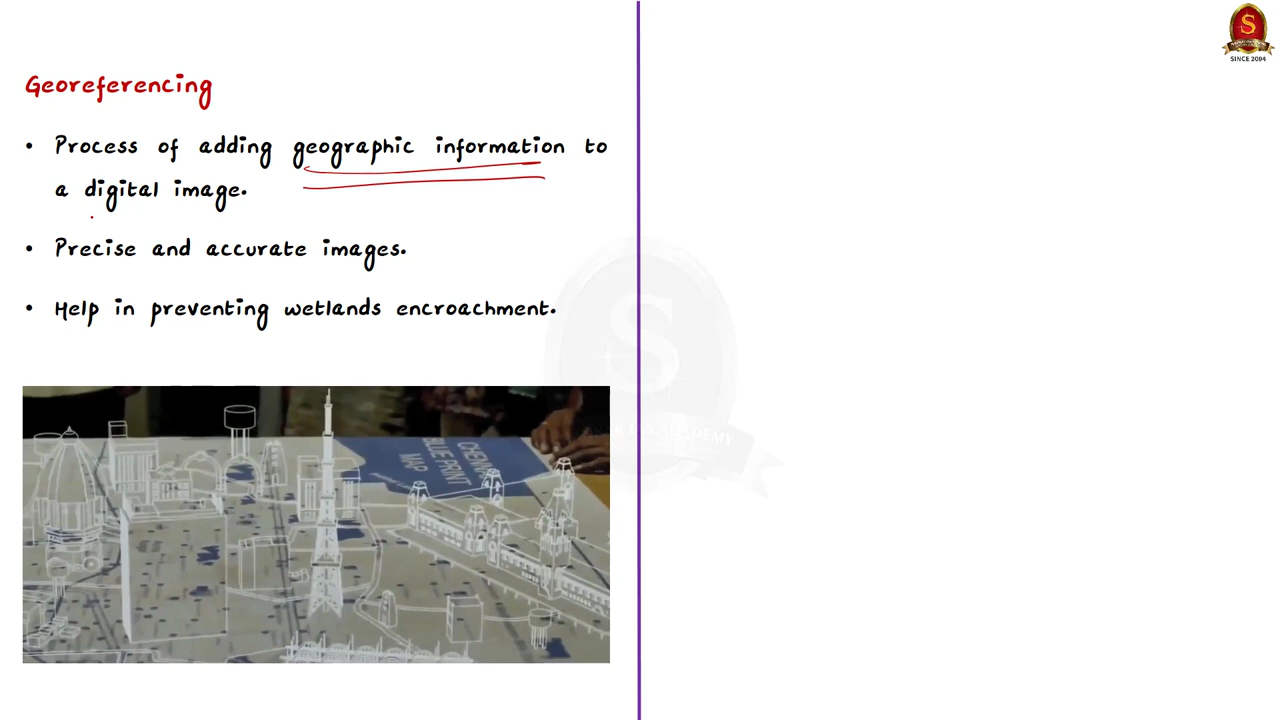 Georeferencing
• Process of adding geographic information to
a digital image.
• Precise and accurate images.
• Help in preventing wetlands encroachment.
BLUE PRINT
MAP
S
SINCE 2004
S
ACADEMY